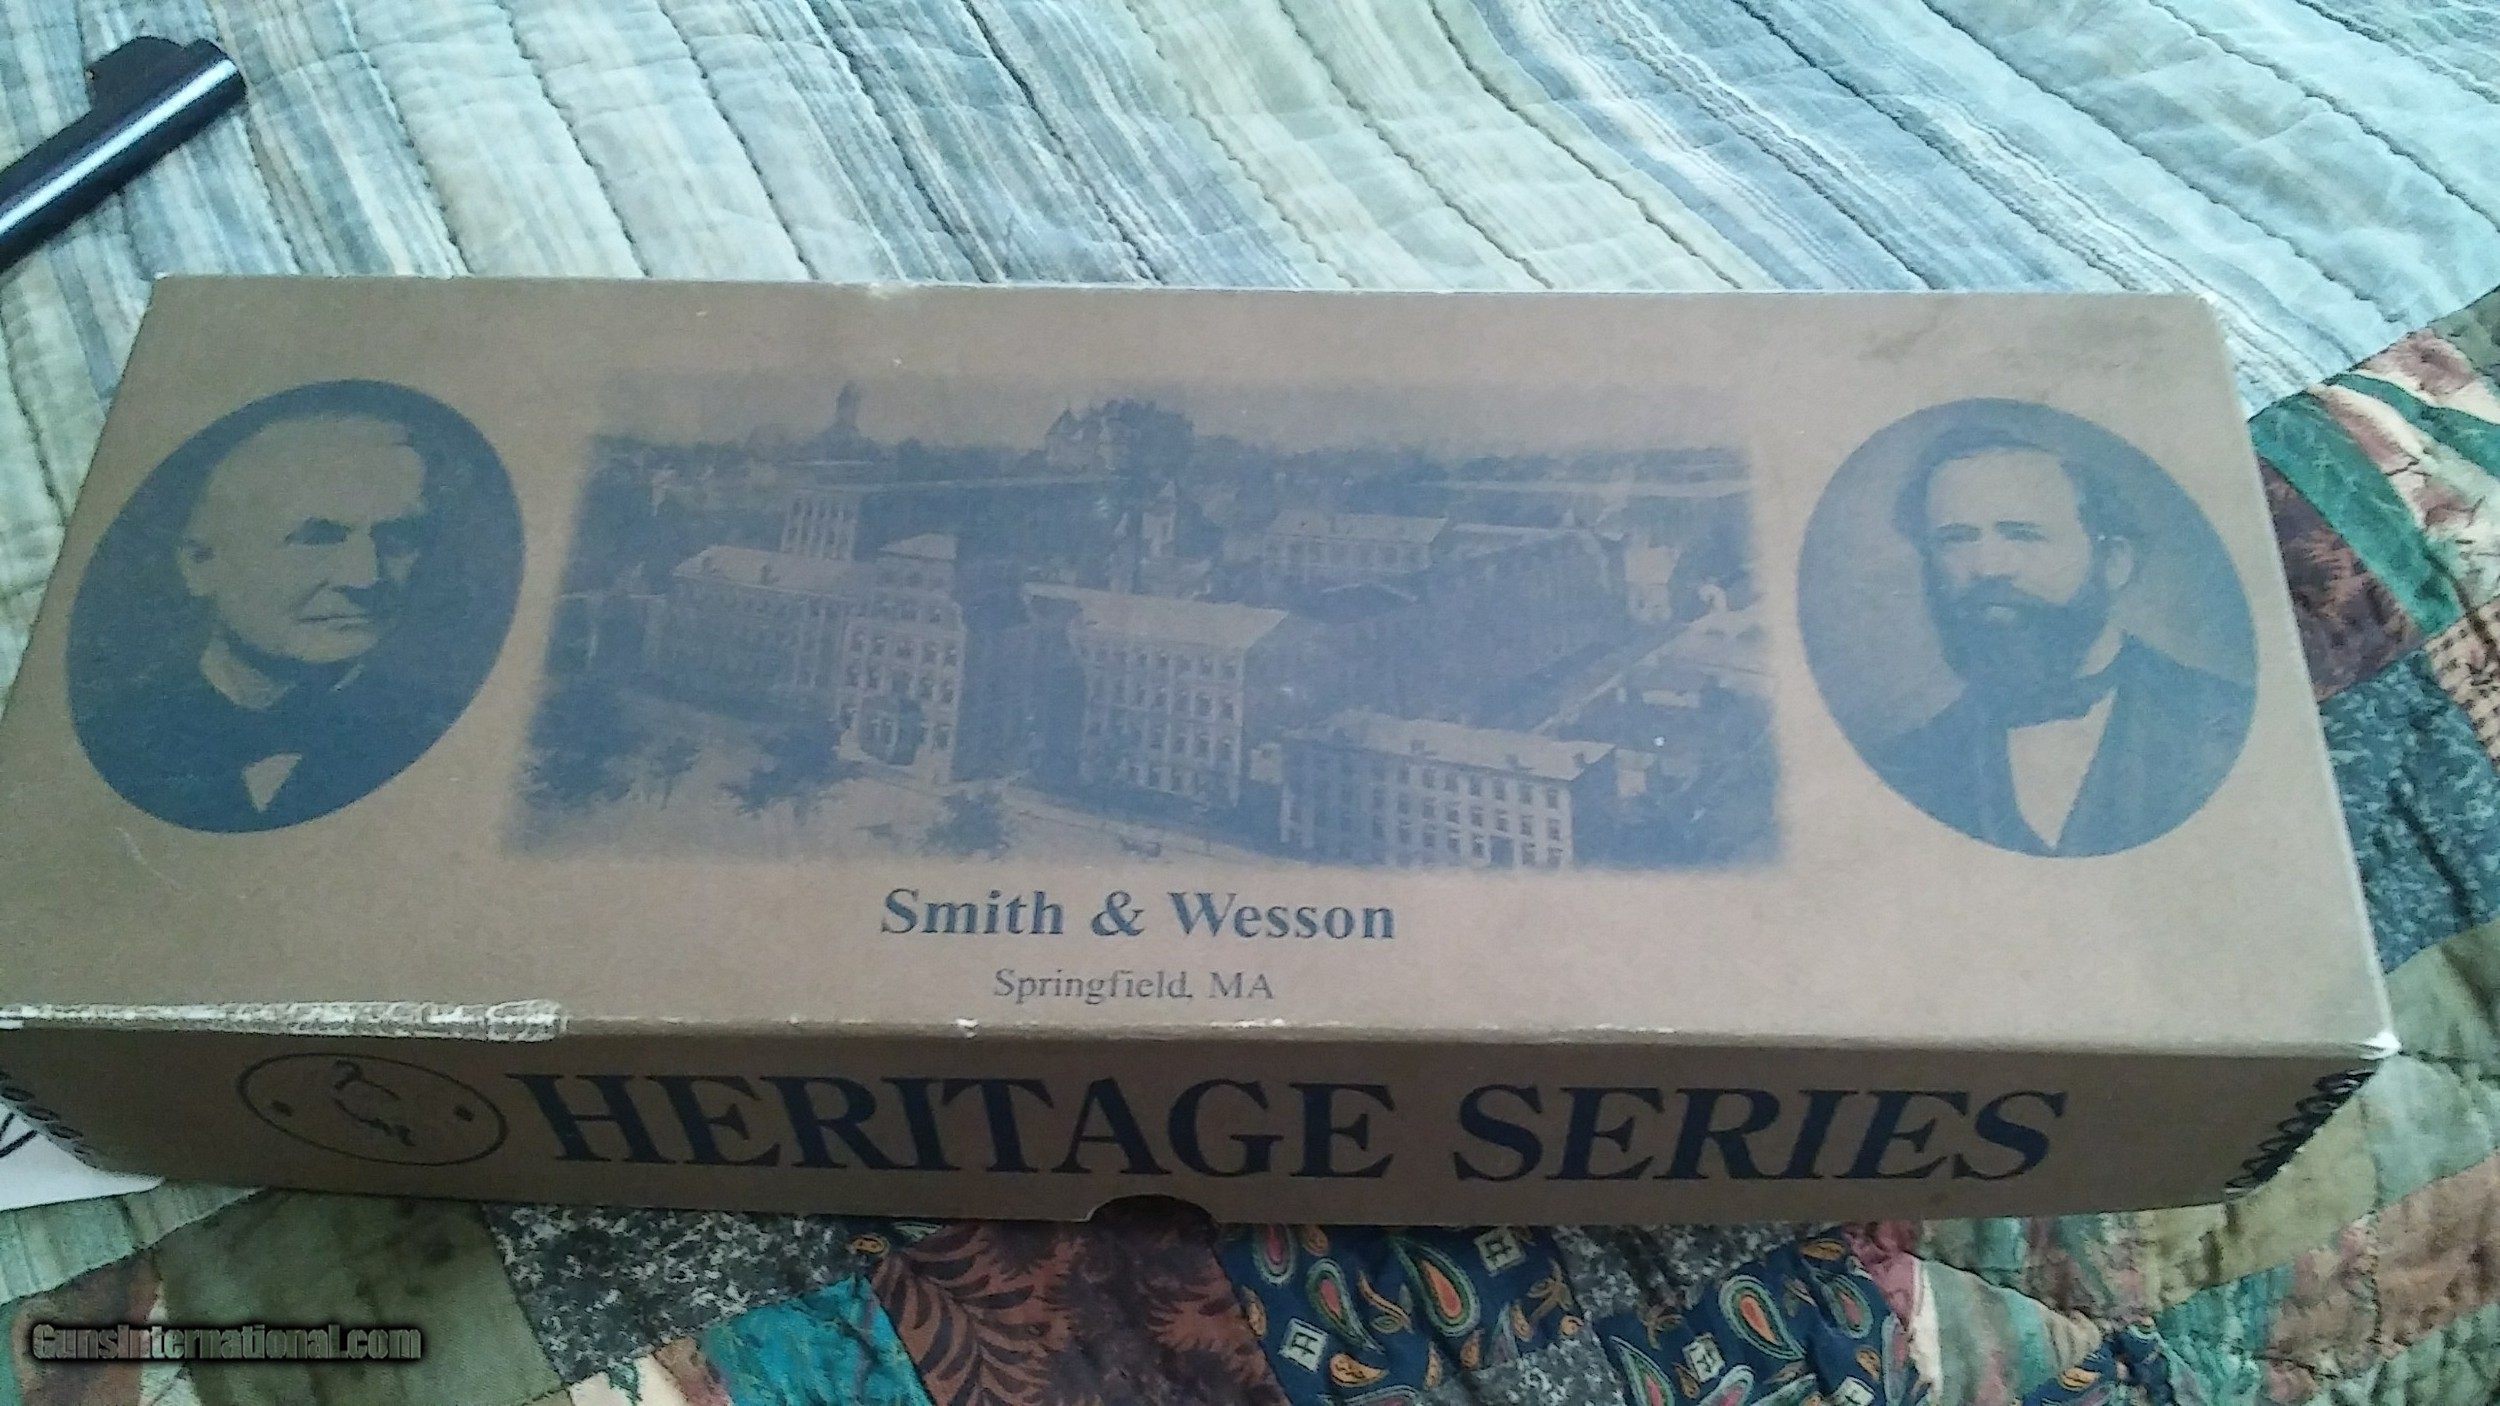 Smith & Wesson
Springfield, MA
HERITAGE SERIES
GunsInternational.com